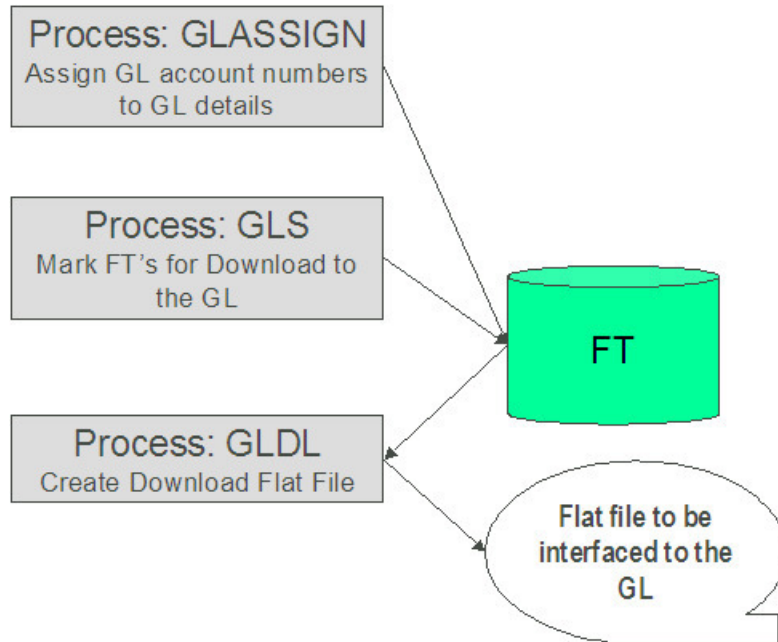 Process: GLASSIGN
Assign GL account numbers
to GL details
Process: GLS
Mark FT's for Download to
the GL
FT
Process: GLDL
Create Download Flat File
Flat file to be
interfaced to the
GL